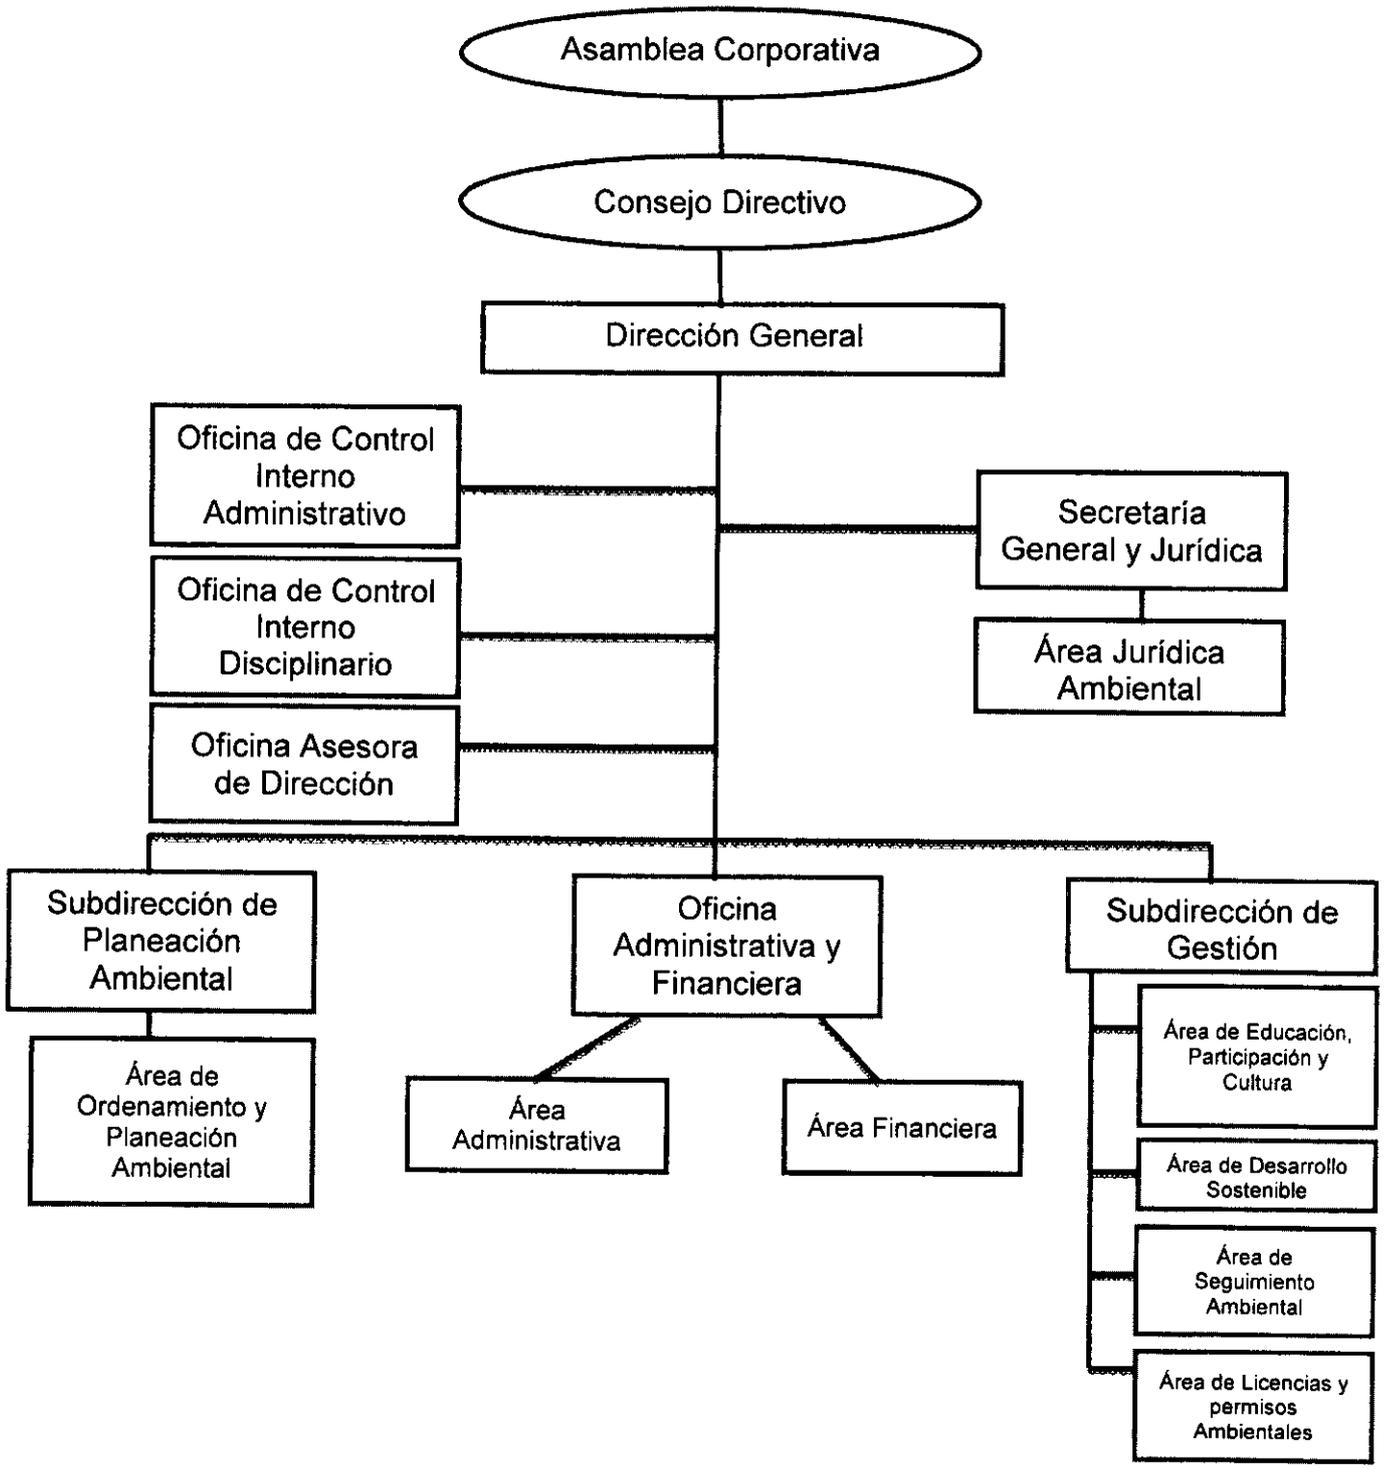 Asamblea Corporativa
Consejo Directivo
Dirección General
Oficina de Control
Interno
Administrativo
Secretaría
General y Jurídica
Oficina de Control
Interno
Disciplinario
Área Jurídica
Ambiental
Oficina Asesora
de Dirección
Subdirección de
Planeación
Ambiental
Oficina
Administrativa y
Financiera
Subdirección de
Gestión
Área de
Ordenamiento y
Planeación
Ambiental
Área
Administrativa
Área Financiera
Área de Educación,
Participación y
Cultura
Área de Desarrollo
Sostenible
Área de
Seguimiento
Ambiental
Área de Licencias y
permisos
Ambientales